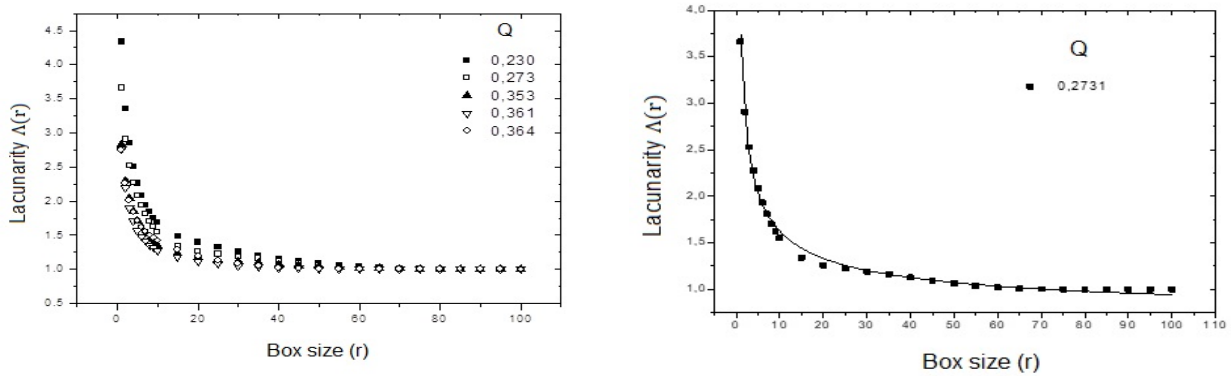 Q
0,230
0,273
0,353
0,361
0,364
4.5
4.0
3.5
3.0
2.5
2.0
1.5
1.0
0.5
0 20 40 60 80 100
Lacunarity Λ(r)
Box size (r)
Q
0,2731
4,0
3,5
3,0
2,5
2,0
1,5
1,0
0 10 20 30 40 50 60 70 80 90 100 110
Lacunarity Λ(r)
Box size (r)